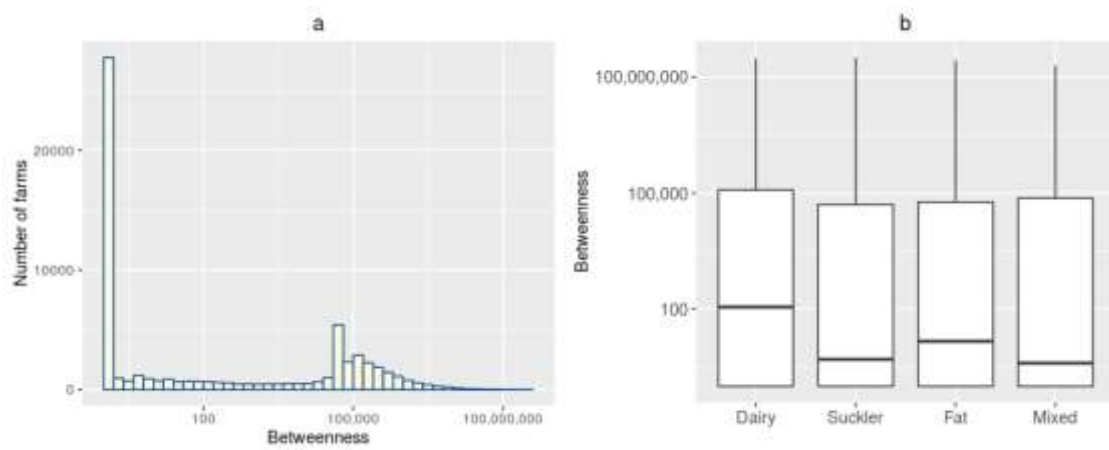 a
Number of farms
20000
10000
0
100
100,000
100,000,000
Betweenness
b
Betweenness
100,000,000
100,000
100
Dairy Suckler Fat Mixed